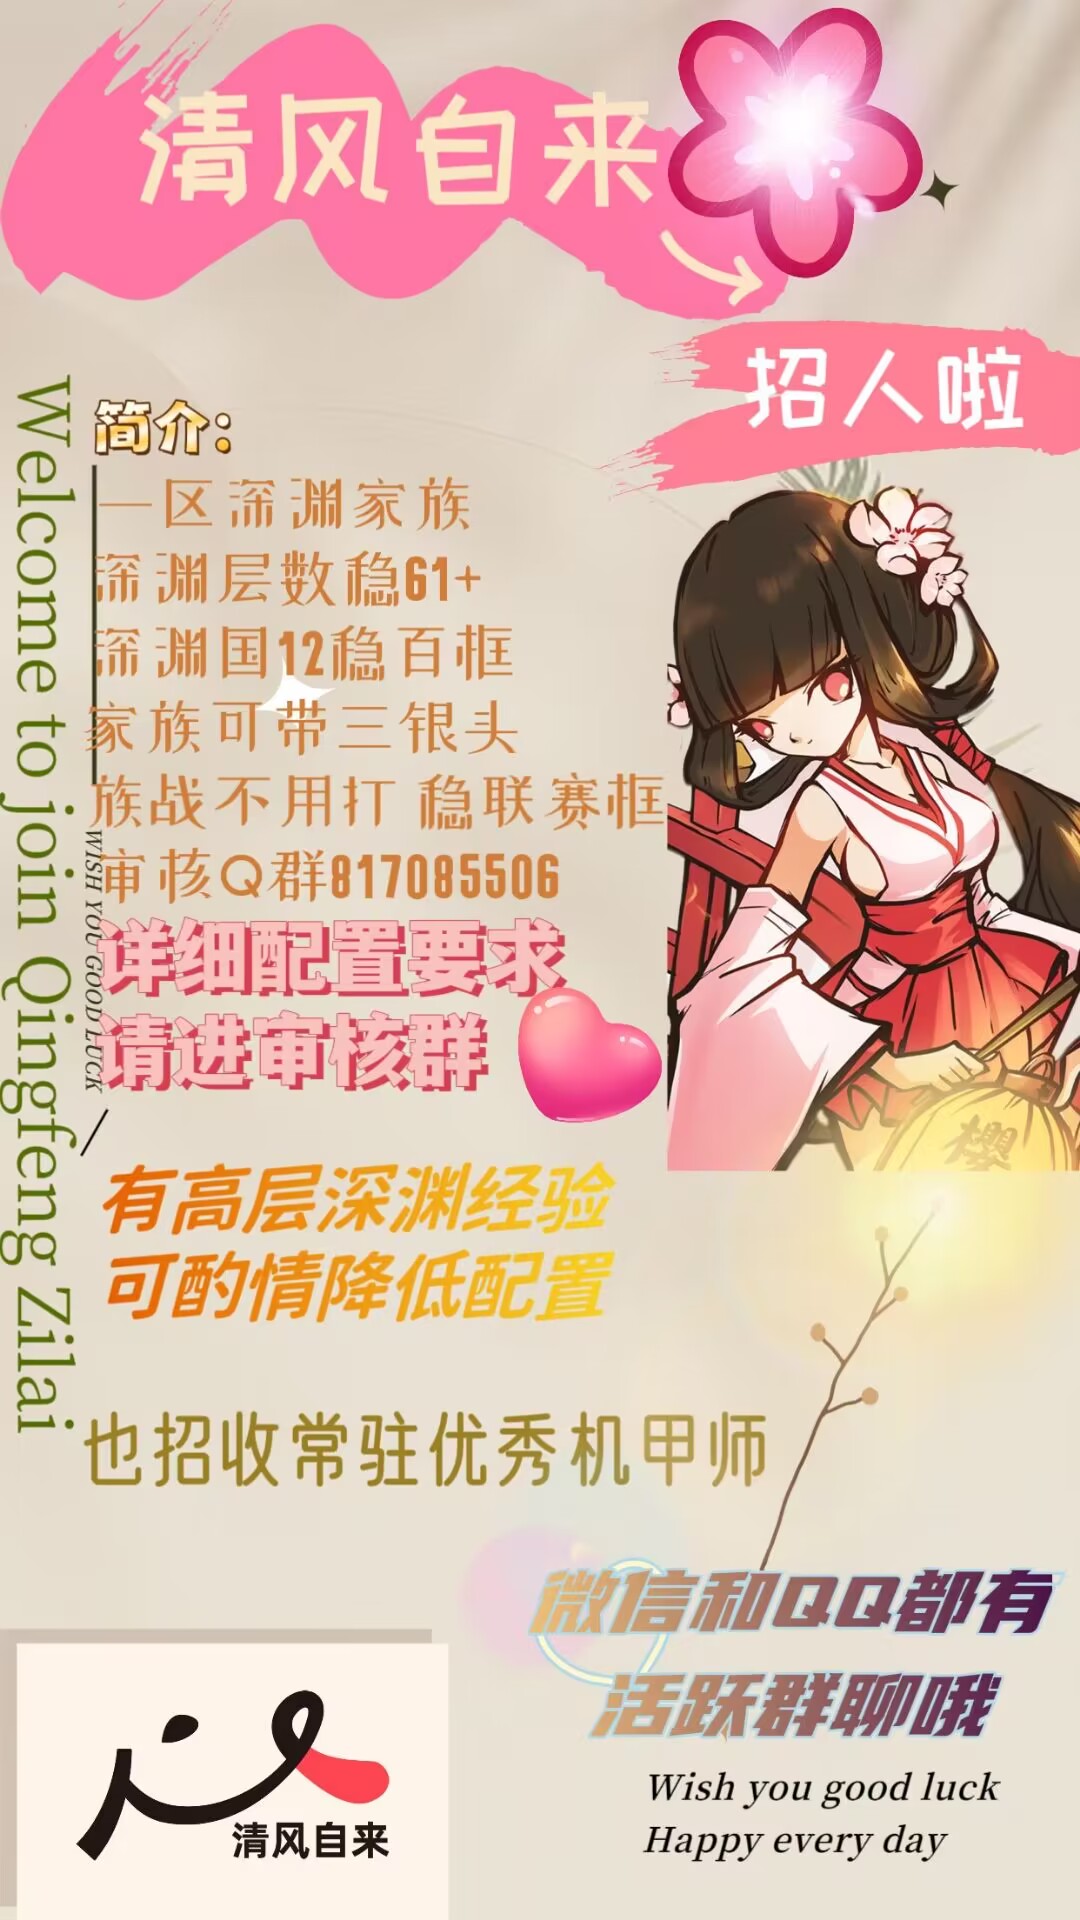 清风自来
招人啦
Welcome to join Qingfeng Zilai
简介：
一区深渊家族
深渊层数稳61+
深渊国12稳百框
家族可带三银头
族战不用打 稳联赛框
审核Q群817085506
WISH YOU GOOD LUCK
详细配置要求
请进审核群
櫻
有高层深渊经验
可酌情降低配置
也招收常驻优秀机甲师
微信和QQ都有
活跃群聊哦
清风自来
Wish you good luck
Happy every day